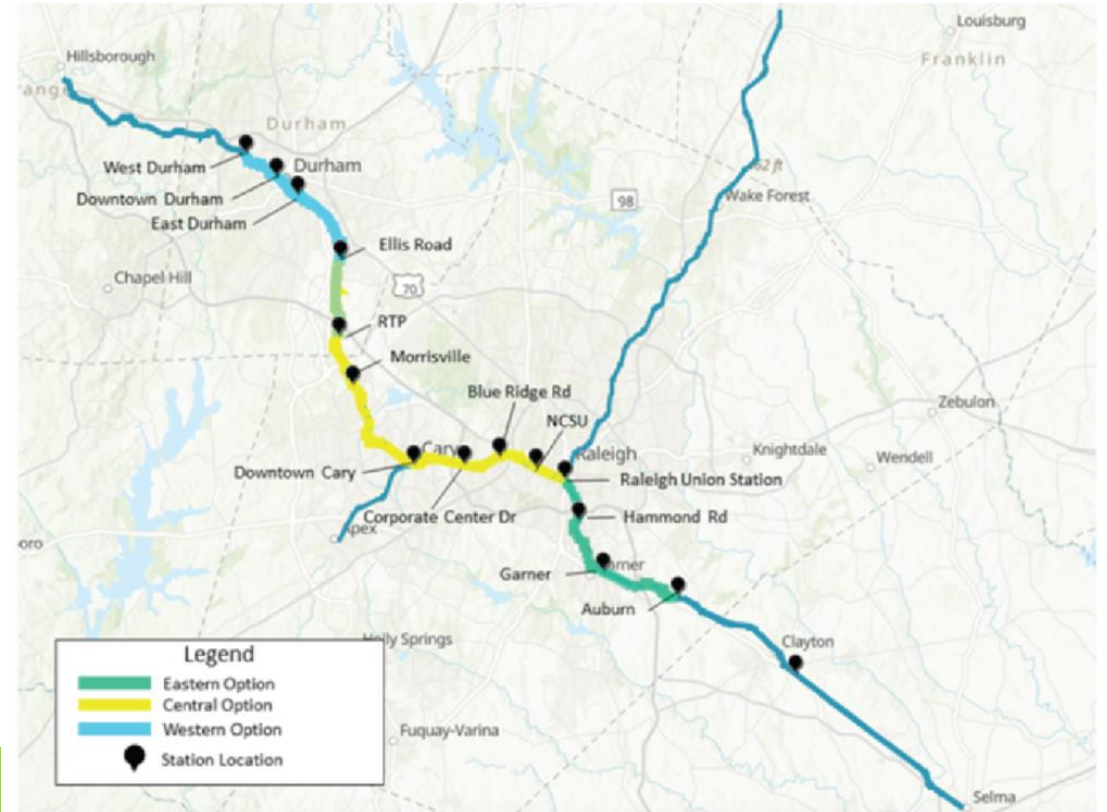 Louisburg
Franklin
Hillsborough
Durham
West Durham
Durham
Downtown Durham
East Durham
98
Wake Forest
Ellis Road
Chapel Hill
70
RTP
Morrisville
Blue Ridge Rd
NCSU
Zebulon
Cary
Raleigh
Knightdale
Wendell
Downtown Cary
Raleigh Union Station
Corporate Center Dr
Hammond Rd
Apex
oro
Garner
Auburn
Holly Springs
Clayton
Legend
Eastern Option
Central Option
Western Option
Station Location
Fuquay-Varina
Selma